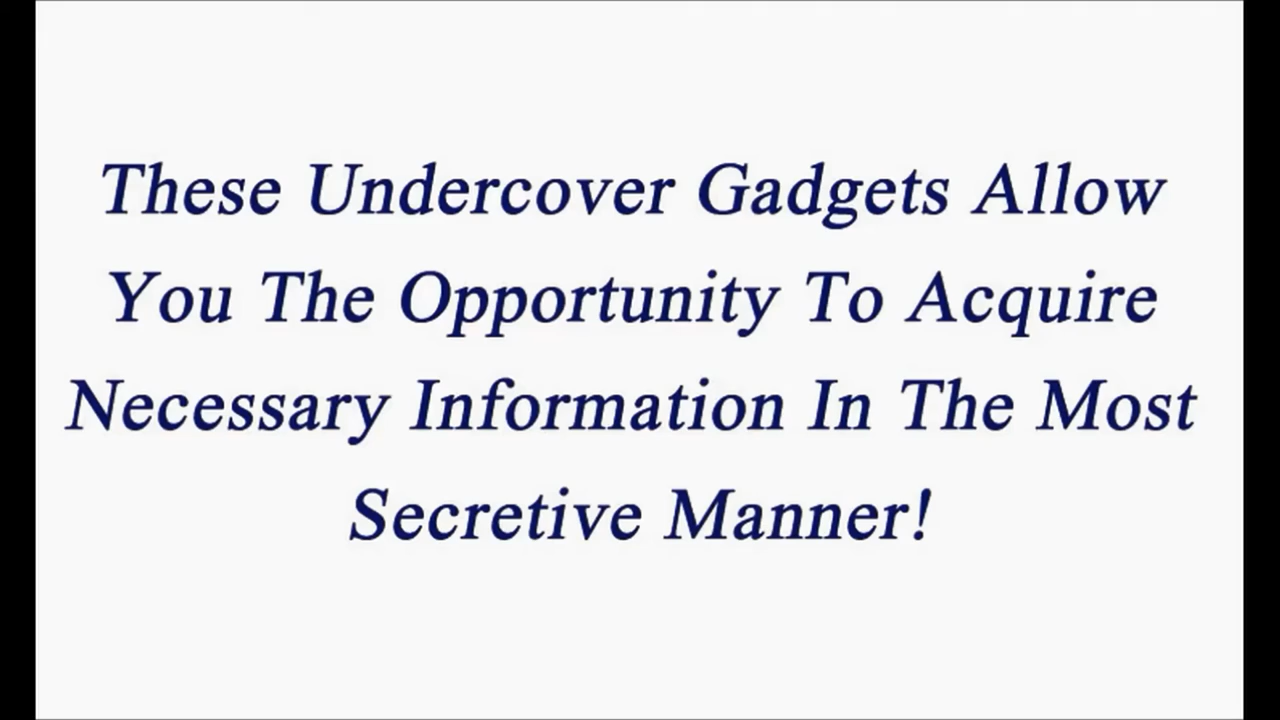 These Undercover Gadgets Allow
You The Opportunity To Acquire
Necessary Information In The Most
Secretive Manner!